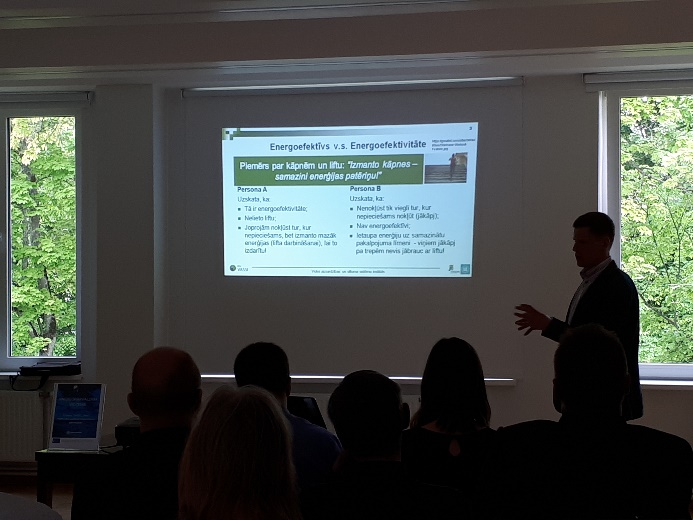 Energoefektīvs v.s. Energoefektivitāte
Piemērs par kāpnēm un liftu: "Izmanto kāpnes –
samazini enerģijas patēriņu!"
Persona A
Uzskata, ka:
Tā ir energoefektivitāte;
Nelieto liftu;
Joprojām nokļūst tur, kur
nepieciešams, bet izmanto mazāk
enerģijas (lifta darbināšanai), lai to
izdarītu!
Persona B
Uzskata, ka:
Nenokļūst tik viegli tur, kur
nepieciešams nokļūt (jākāpj);
Nav energoefektīvi;
Ietaupa enerģiju uz samazinātu
pakalpojuma līmeni - viņiem jākāpj
pa trepēm nevis jābrauc ar liftu!